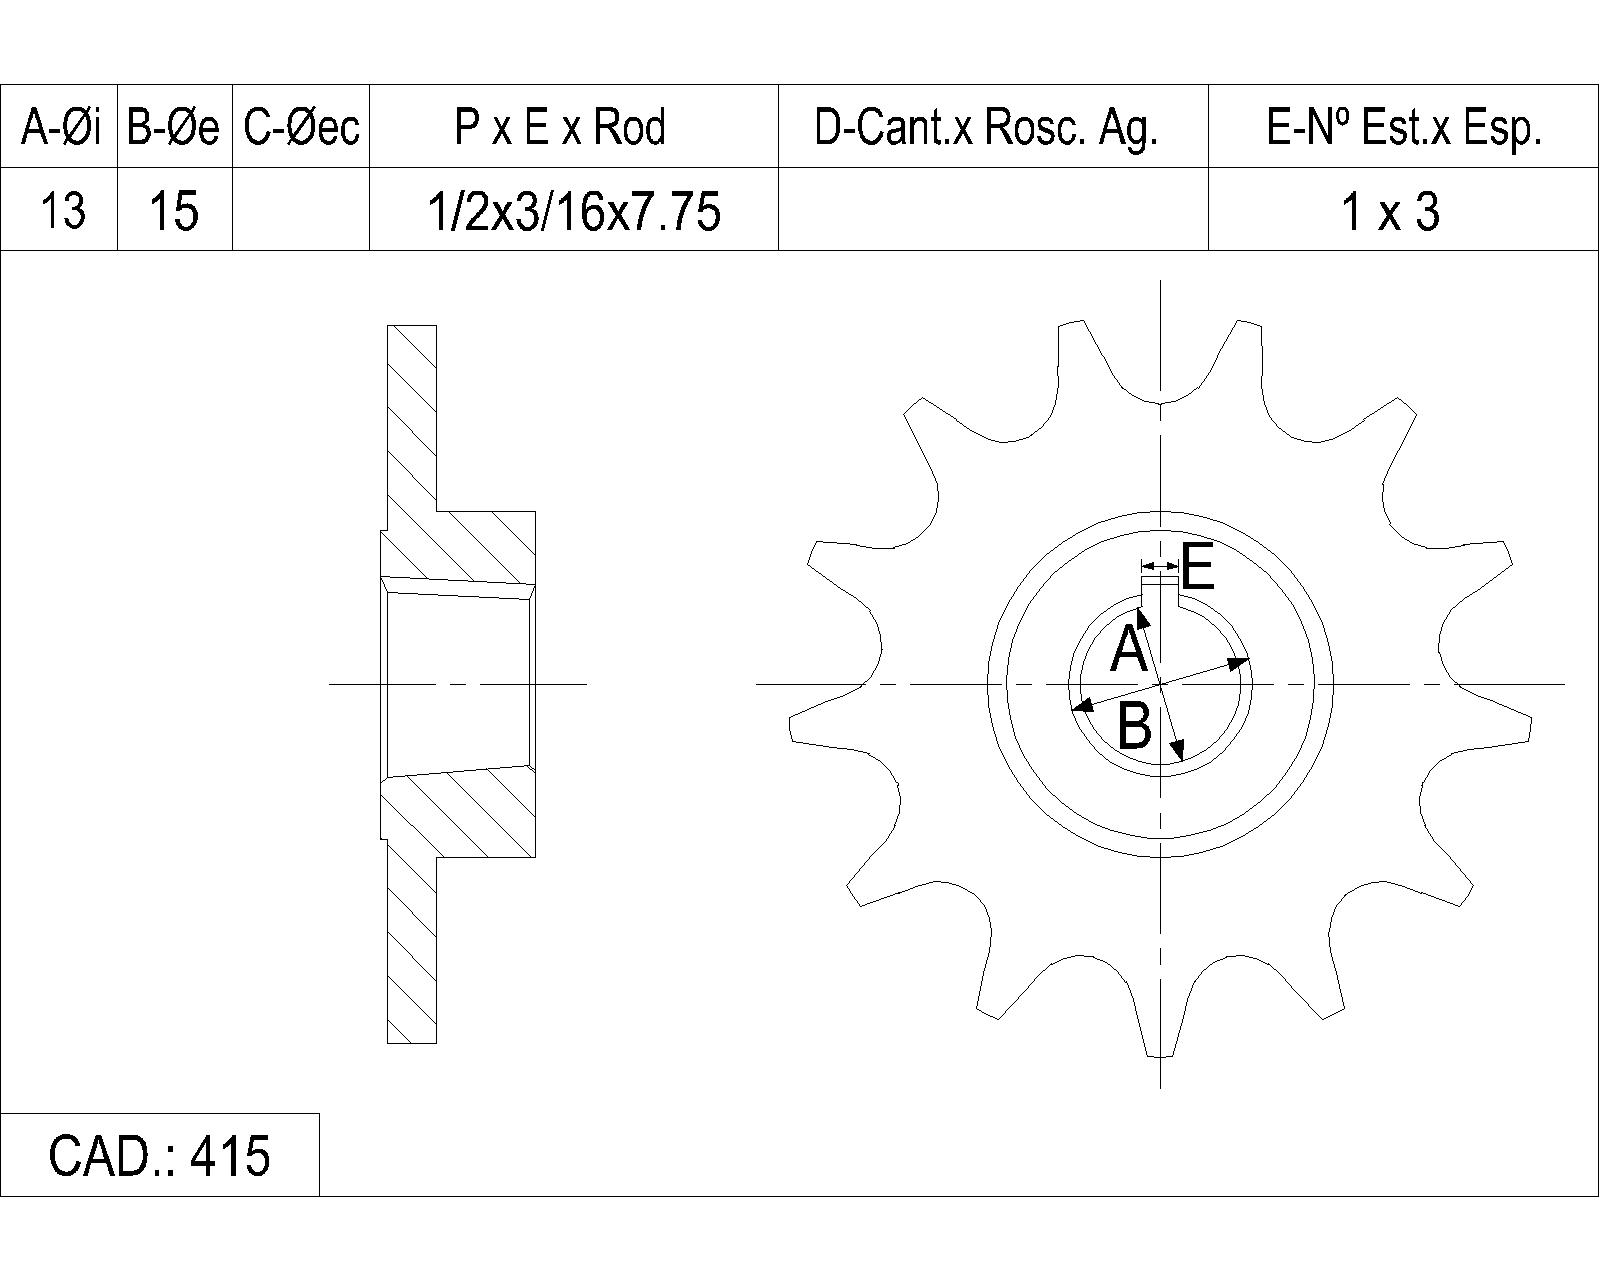 A-Øi B-Øe C-Øec P x E x Rod D-Cant.x Rosc. Ag. E-Nº Est.x Esp.
13 15 1/2x3/16x7.75 1 x 3
E
A
B
CAD.: 415